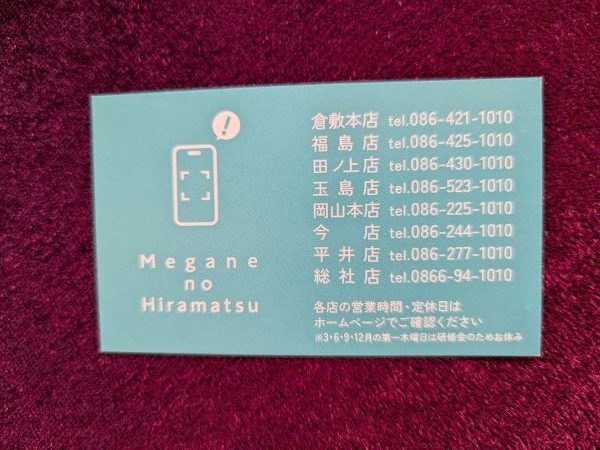 !
Megane
no
Hiramatsu
倉敷本店 tel.086-421-1010
福島店 tel.086-425-1010
田ノ上店 tel.086-430-1010
玉島店 tel.086-523-1010
岡山本店 tel.086-225-1010
今店 tel.086-244-1010
平井店 tel.086-277-1010
総社店 tel.0866-94-1010
各店の営業時間・定休日は
ホームページでご確認ください
※3・6・9・12月の第一木曜日は研修会のためお休み